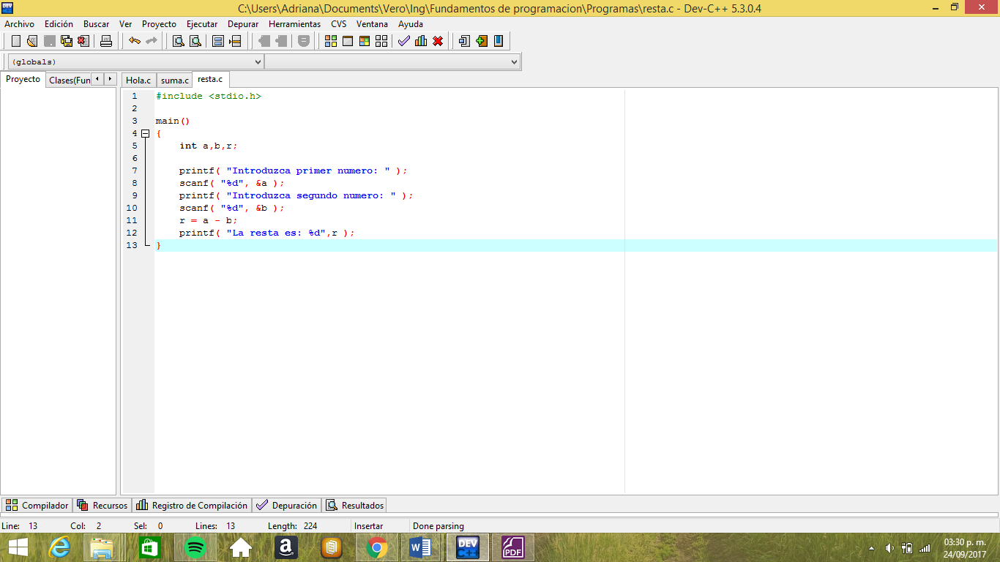 C:\Users\Adriana\Documents\Vero\Ing\Fundamentos de programacion\Programas\resta.c - Dev-C++ 5.3.0.4
Archivo Edición Buscar Ver Proyecto Ejecutar Depurar Herramientas CVS Ventana Ayuda
(globals)
Proyecto Clases(Fun Hola.c suma.c resta.c
1 #include <stdio.h>
2
3 main()
4 {
5 int a,b,r;
6
7 printf( "Introduzca primer numero: " );
8 scanf( "%d", &a );
9 printf( "Introduzca segundo numero: " );
10 scanf( "%d", &b );
11 r = a - b;
12 printf( "La resta es: %d",r );
13 }
Compilador Recursos Registro de Compilación Depuración Resultados
Line: 13 Col: 2 Sel: 0 Lines: 13 Length: 224 Insertar Done parsing
DEV C++ PDF 03:30 p. m.
24/09/2017